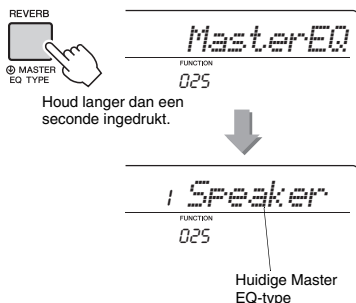 REVERB
MASTER
EQ TYPE
Houd langer dan een
seconde ingedrukt.
MasterEQ
FUNCTION
025
1 Speaker
FUNCTION
025
Huidige Master
EQ-type